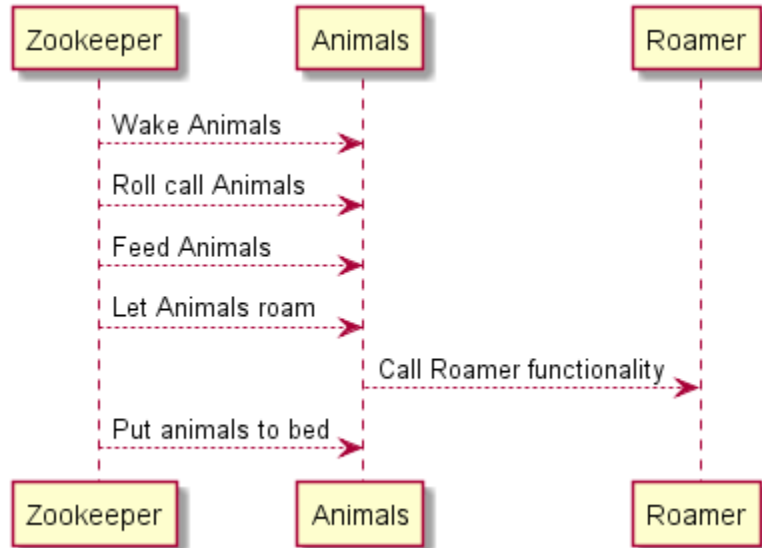 Zookeeper Animals Roamer
Wake Animals
Roll call Animals
Feed Animals
Let Animals roam
Call Roamer functionality
Put animals to bed
Zookeeper Animals Roamer